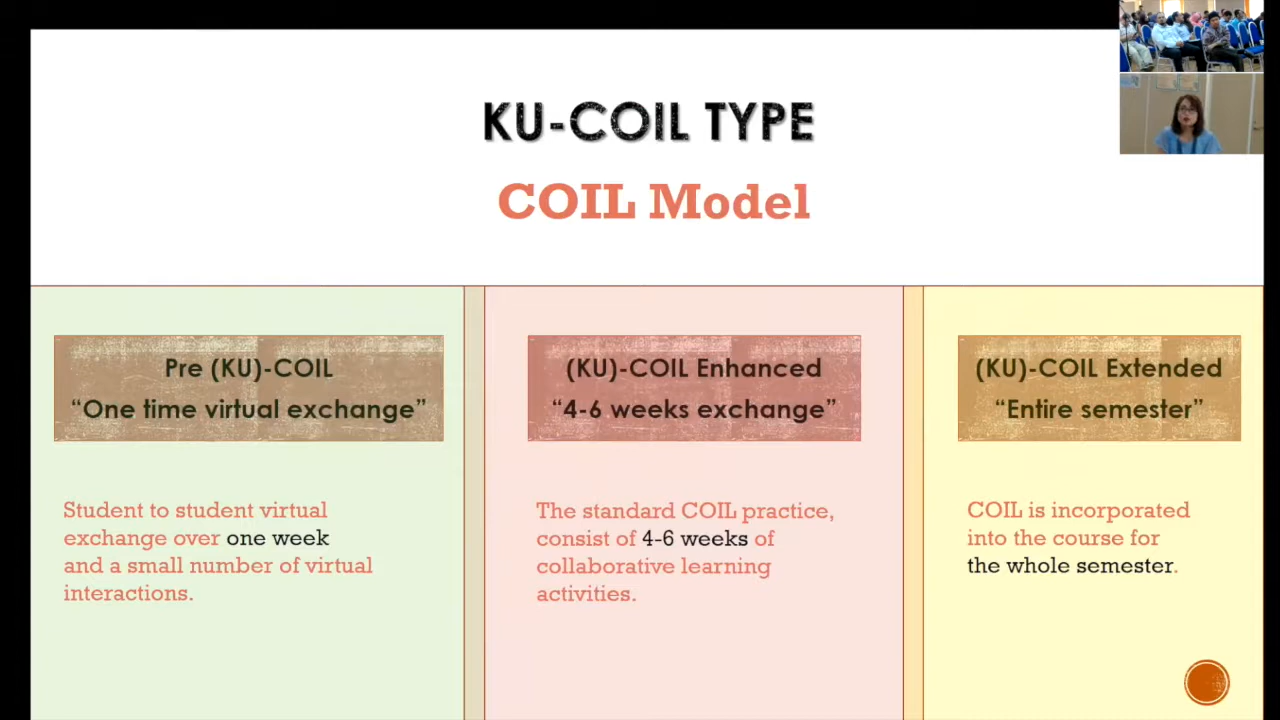 KU-COIL TYPE
COIL Model
Pre (KU)-COIL
“One time virtual exchange”
Student to student virtual
exchange over one week
and a small number of virtual
interactions.
(KU)-COIL Enhanced
“4-6 weeks exchange”
The standard COIL practice,
consist of 4-6 weeks of
collaborative learning
activities.
(KU)-COIL Extended
“Entire semester”
COIL is incorporated
into the course for
the whole semester.